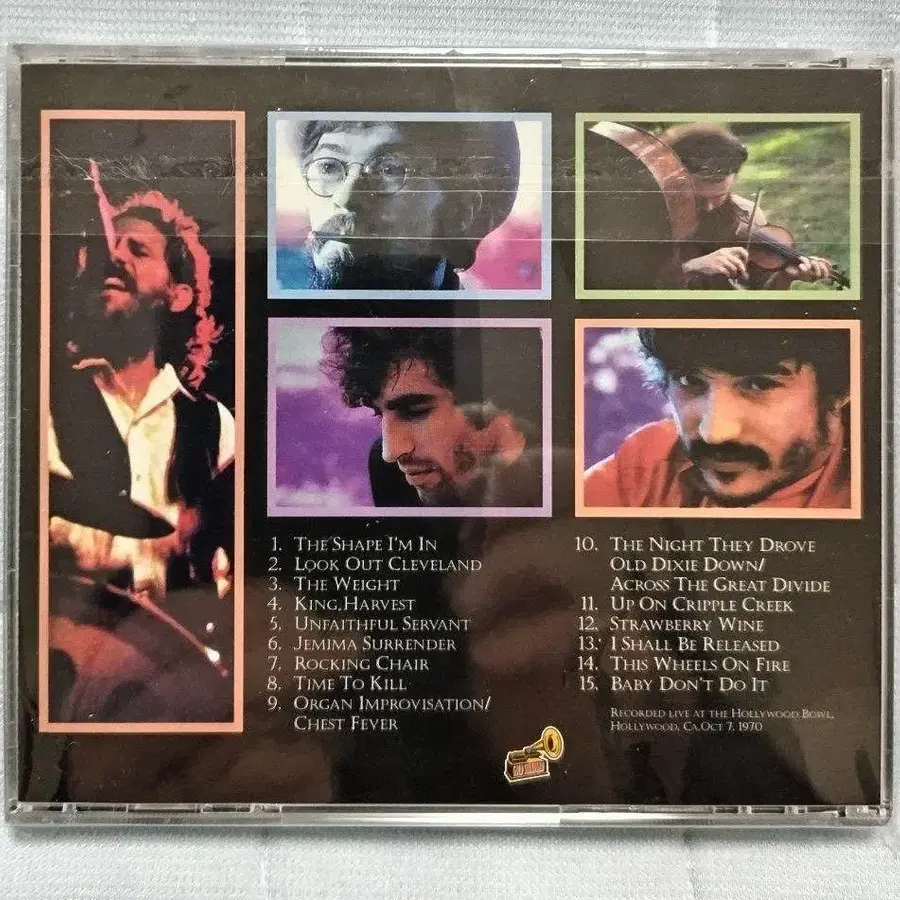 1. The Shape I'm In
2. Look Out Cleveland
3. The Weight
4. King Harvest
5. Unfaithful Servant
6. Jemima Surrender
7. Rocking Chair
8. Time To Kill
9. Organ Improvisation/
Chest Fever
10. The Night They Drove
Old Dixie Down/
Across The Great Divide
11. Up On Cripple Creek
12. Strawberry Wine
13. I Shall Be Released
14. This Wheels On Fire
15. Baby Don't Do It
Recorded live at the Hollywood Bowl,
Hollywood, Ca.Oct 7, 1970